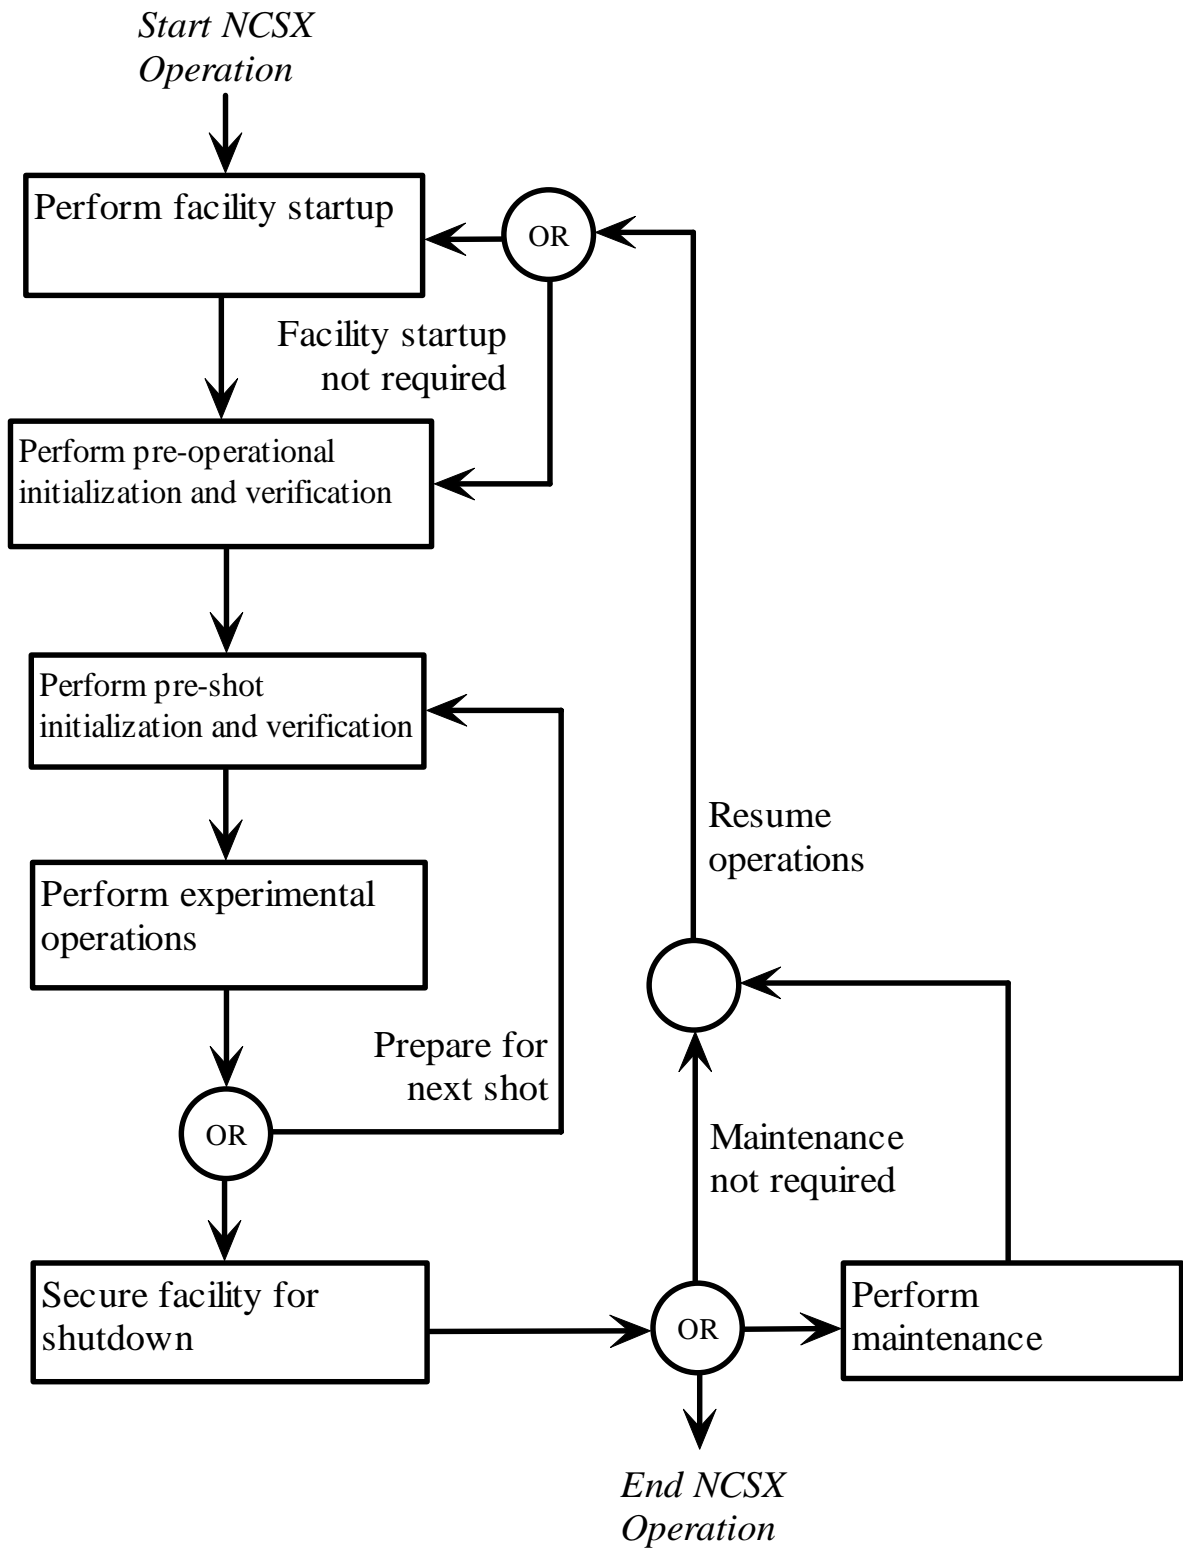 Start NCSX
Operation
Perform facility startup
OR
Facility startup
not required
Perform pre-operational
initialization and verification
Perform pre-shot
initialization and verification
Resume
operations
Perform experimental
operations
Prepare for
next shot
OR
Maintenance
not required
Secure facility for
shutdown
OR
Perform
maintenance
End NCSX
Operation